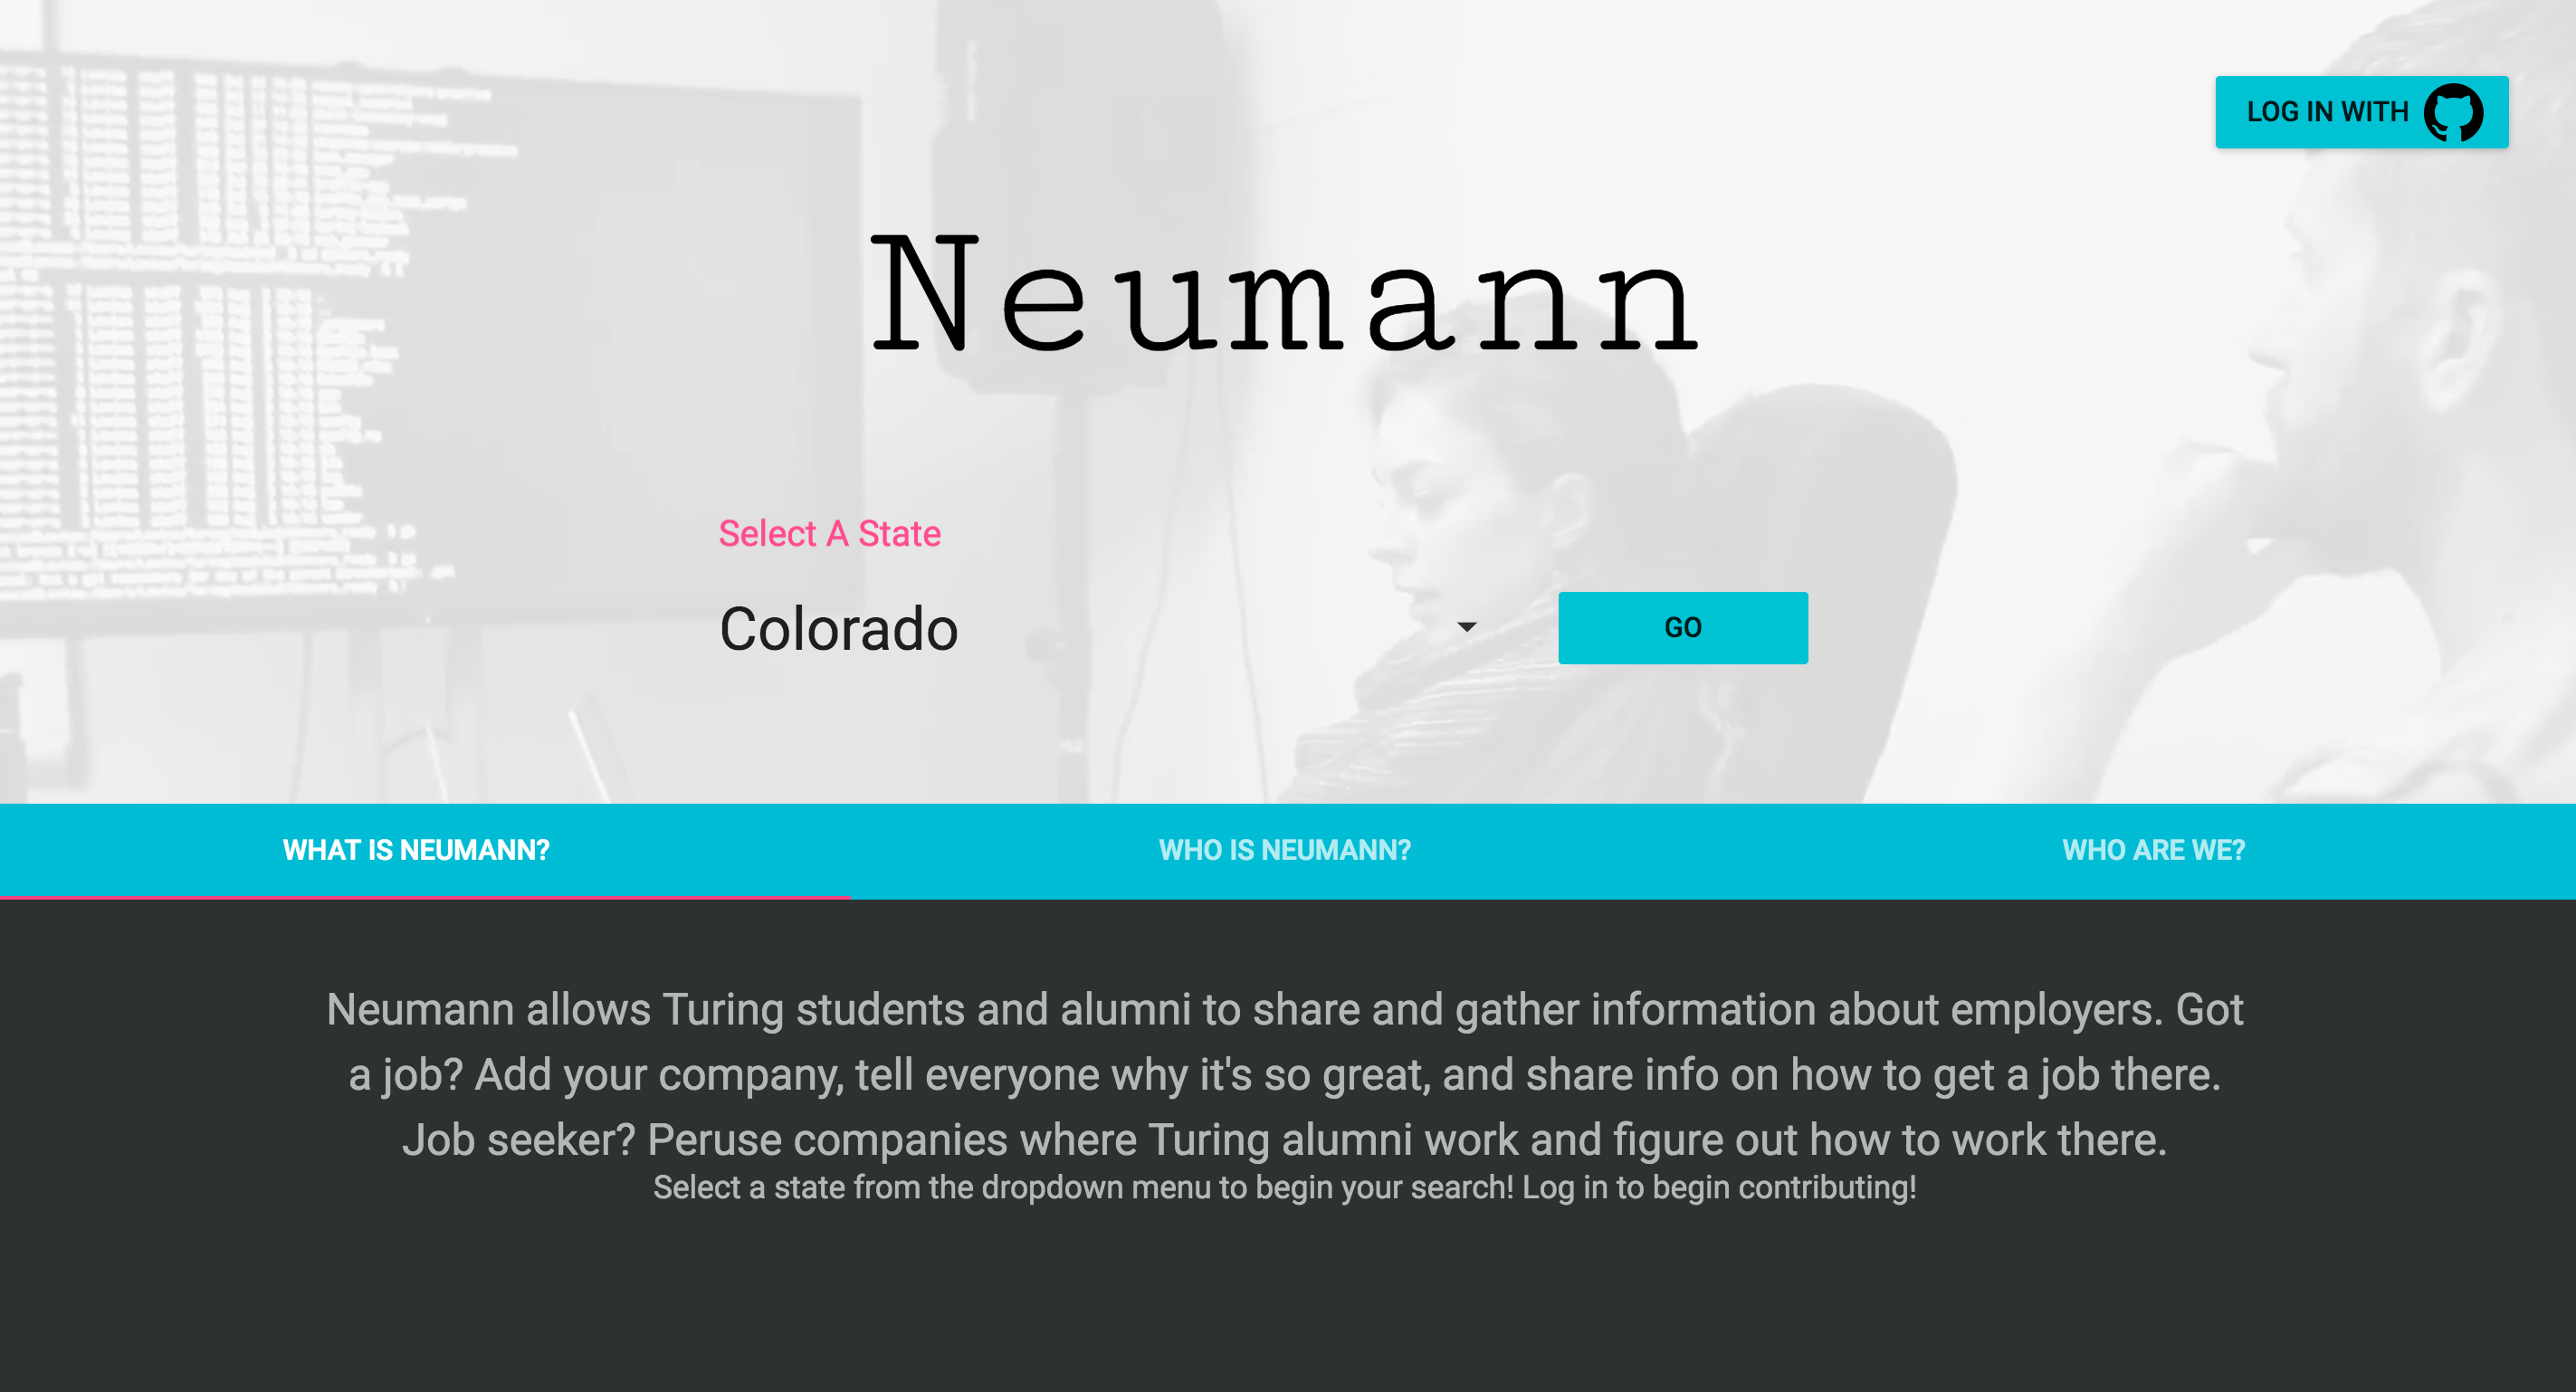 LOG IN WITH
Neumann
Select A State
Colorado
GO
WHAT IS NEUMANN?
WHO IS NEUMANN?
WHO ARE WE?
Neumann allows Turing students and alumni to share and gather information about employers. Got
a job? Add your company, tell everyone why it's so great, and share info on how to get a job there.
Job seeker? Peruse companies where Turing alumni work and figure out how to work there.
Select a state from the dropdown menu to begin your search! Log in to begin contributing!